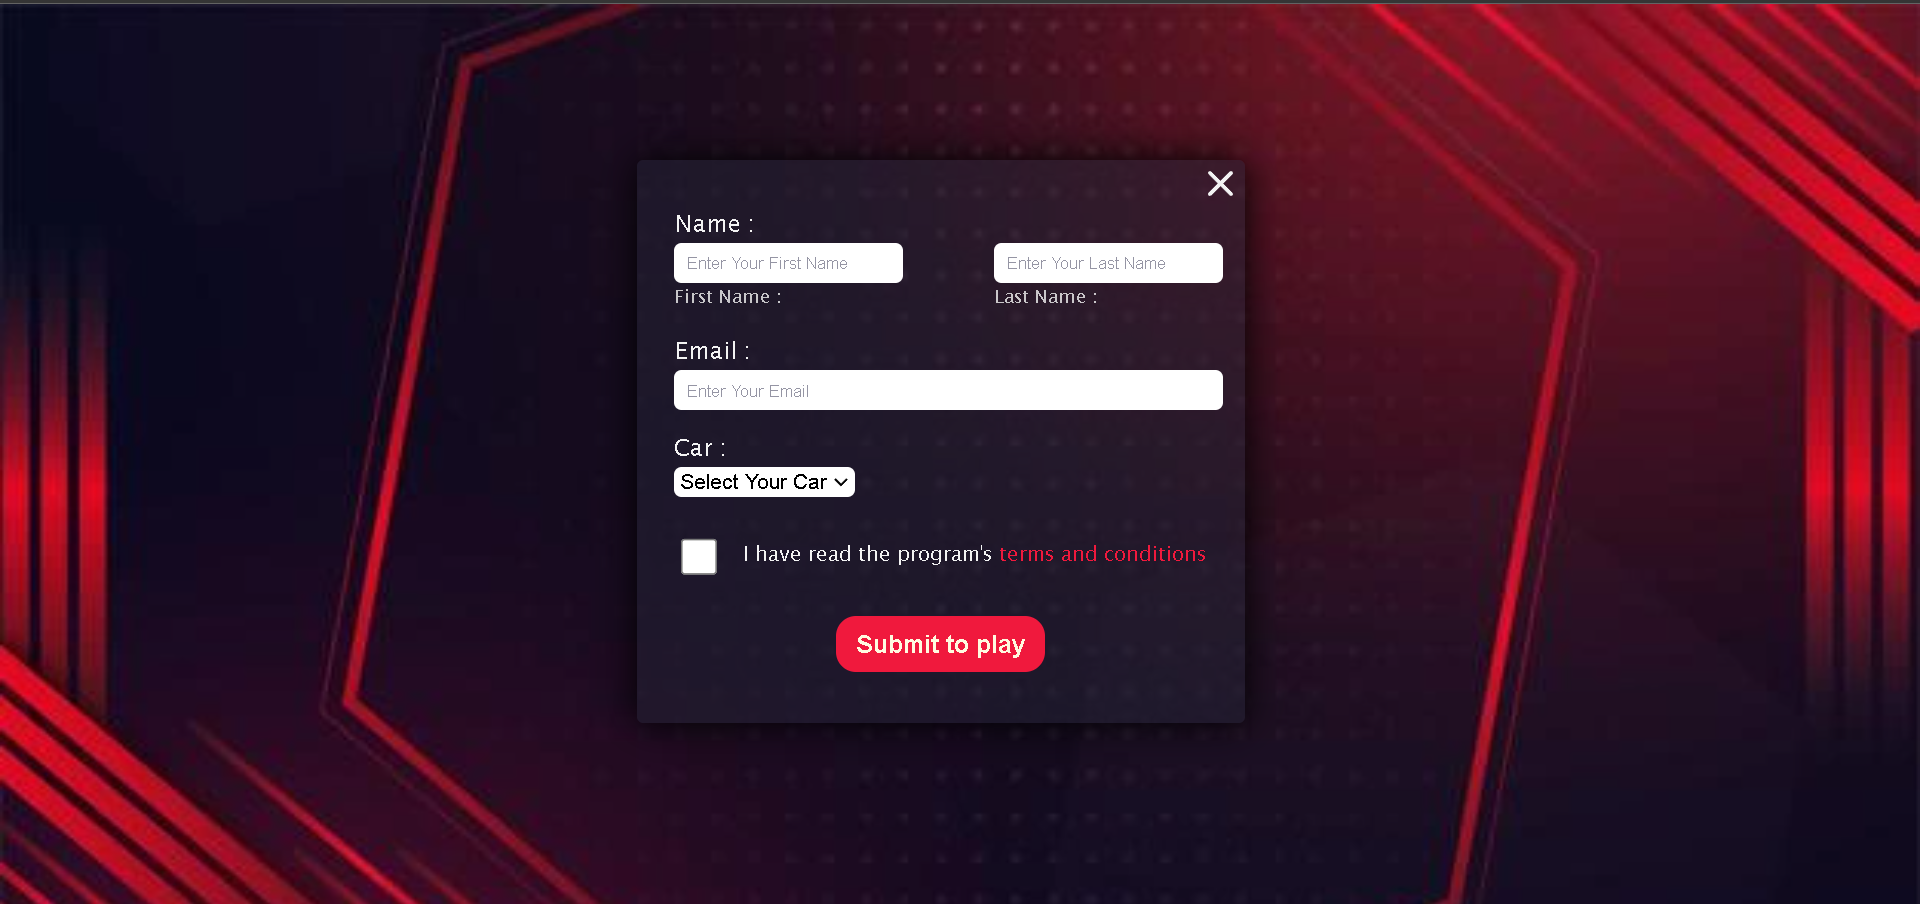 Name :
Enter Your First Name
Enter Your Last Name
First Name :
Last Name :
Email :
Enter Your Email
Car :
Select Your Car
I have read the program's terms and conditions
Submit to play